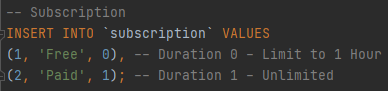 -- Subscription
INSERT INTO `subscription` VALUES
(1, 'Free', 0), -- Duration 0 - Limit to 1 Hour
(2, 'Paid', 1); -- Duration 1 - Unlimited